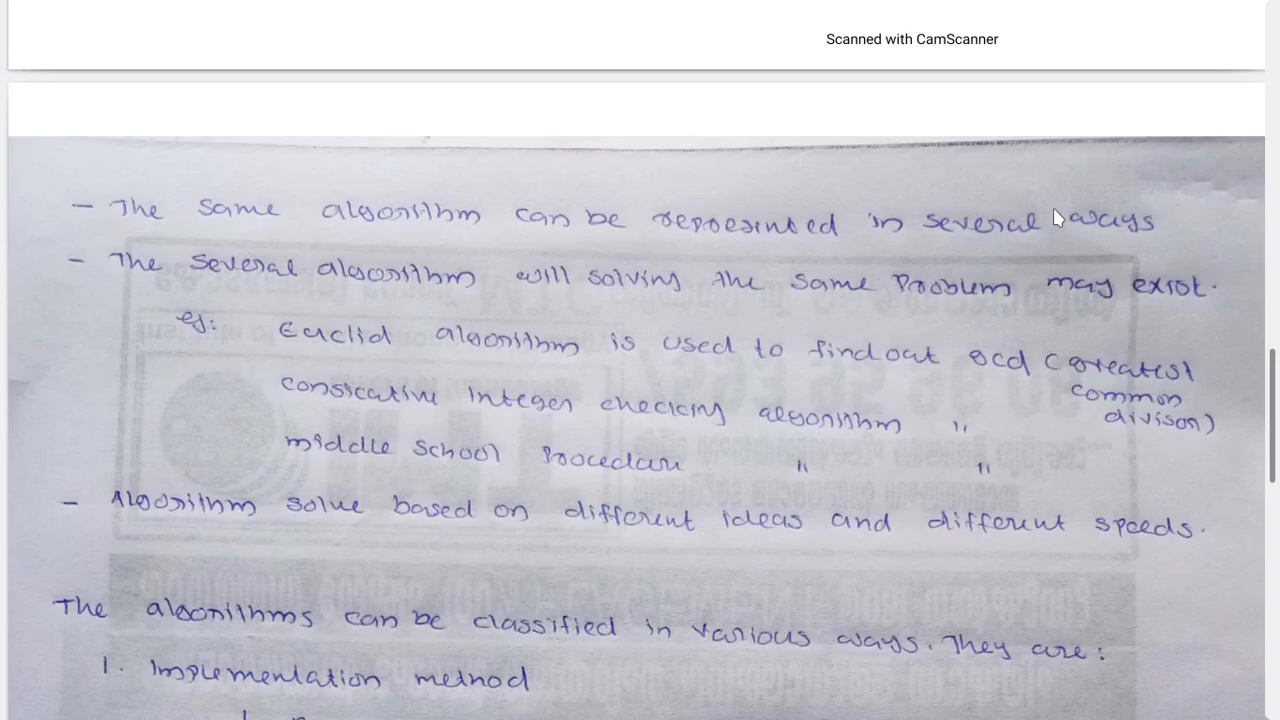 Scanned with CamScanner
- The same algorithm can be represented in several ways
- The several algorithm will solving the same problem may exist.
eg: Euclid algorithm is used to find out gcd (Greatest
common
divison)
consicative integer checking algorithm "
middle school Procedure " "
- Algorithm solve based on different ideas and different speeds.
The algorithms can be classified in various ways. They are:
1. Implementation method